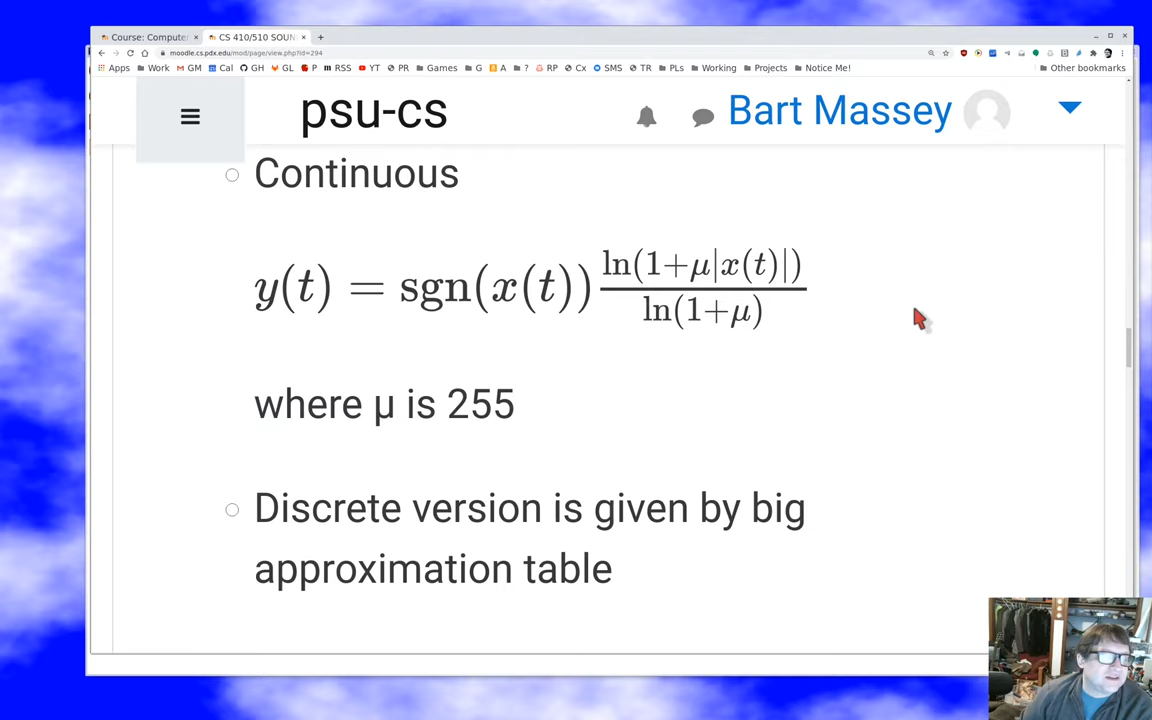 Course: Compute
CS 410/510 SOUN
moodle.cs.pdx.edu/mod/page/view.php?id=294
Apps Work GM Cal GH GL P RSS YT PR Games G A ? RP Cx SMS TR PLs Working Projects Notice Me! Other bookmarks
psu-cs Bart Massey
Continuous
y(t) = sgn(x(t)) ln(1+μ|x(t)|) / ln(1+μ)
where μ is 255
Discrete version is given by big
approximation table